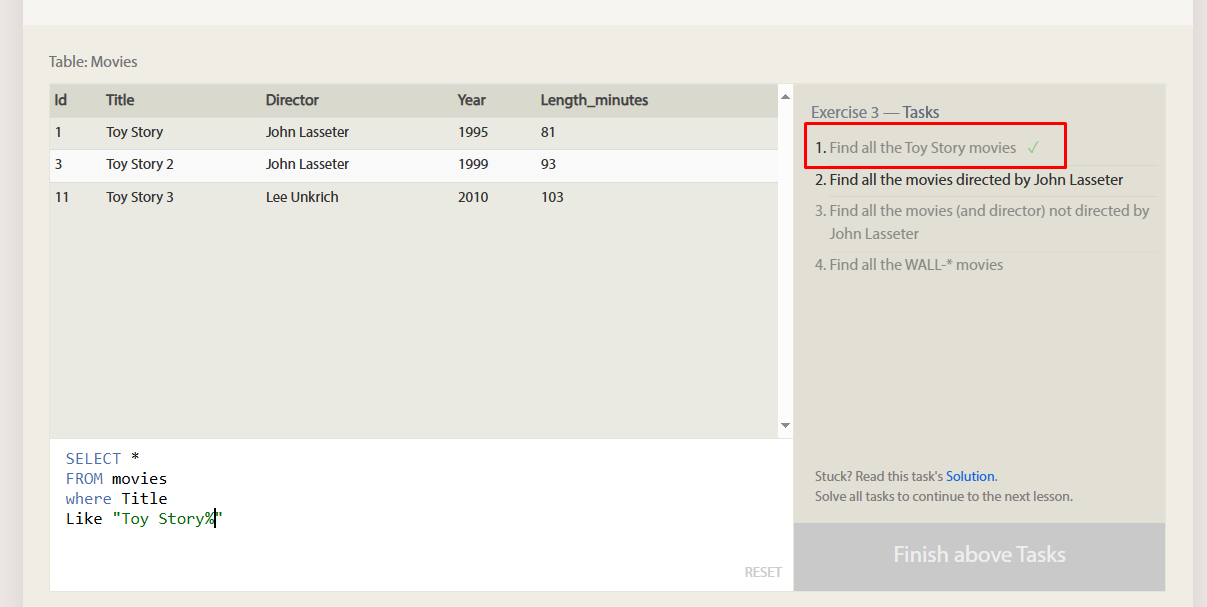 Table: Movies
Id Title Director Year Length_minutes
1 Toy Story John Lasseter 1995 81
3 Toy Story 2 John Lasseter 1999 93
11 Toy Story 3 Lee Unkrich 2010 103
SELECT *
FROM movies
where Title
Like "Toy Story%"
RESET
Exercise 3 — Tasks
1. Find all the Toy Story movies ✓
2. Find all the movies directed by John Lasseter
3. Find all the movies (and director) not directed by
John Lasseter
4. Find all the WALL-* movies
Stuck? Read this task's Solution.
Solve all tasks to continue to the next lesson.
Finish above Tasks